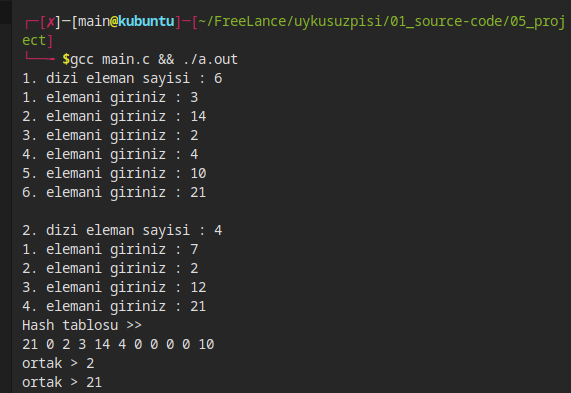 ┌─[✗]─[main@kubuntu]─[~/FreeLance/uykusuzpisi/01_source-code/05_proj
ect]
└──╼ $gcc main.c && ./a.out
1. dizi eleman sayisi : 6
1. elemani giriniz : 3
2. elemani giriniz : 14
3. elemani giriniz : 2
4. elemani giriniz : 4
5. elemani giriniz : 10
6. elemani giriniz : 21

2. dizi eleman sayisi : 4
1. elemani giriniz : 7
2. elemani giriniz : 2
3. elemani giriniz : 12
4. elemani giriniz : 21
Hash tablosu >>
21 0 2 3 14 4 0 0 0 0 10
ortak > 2
ortak > 21